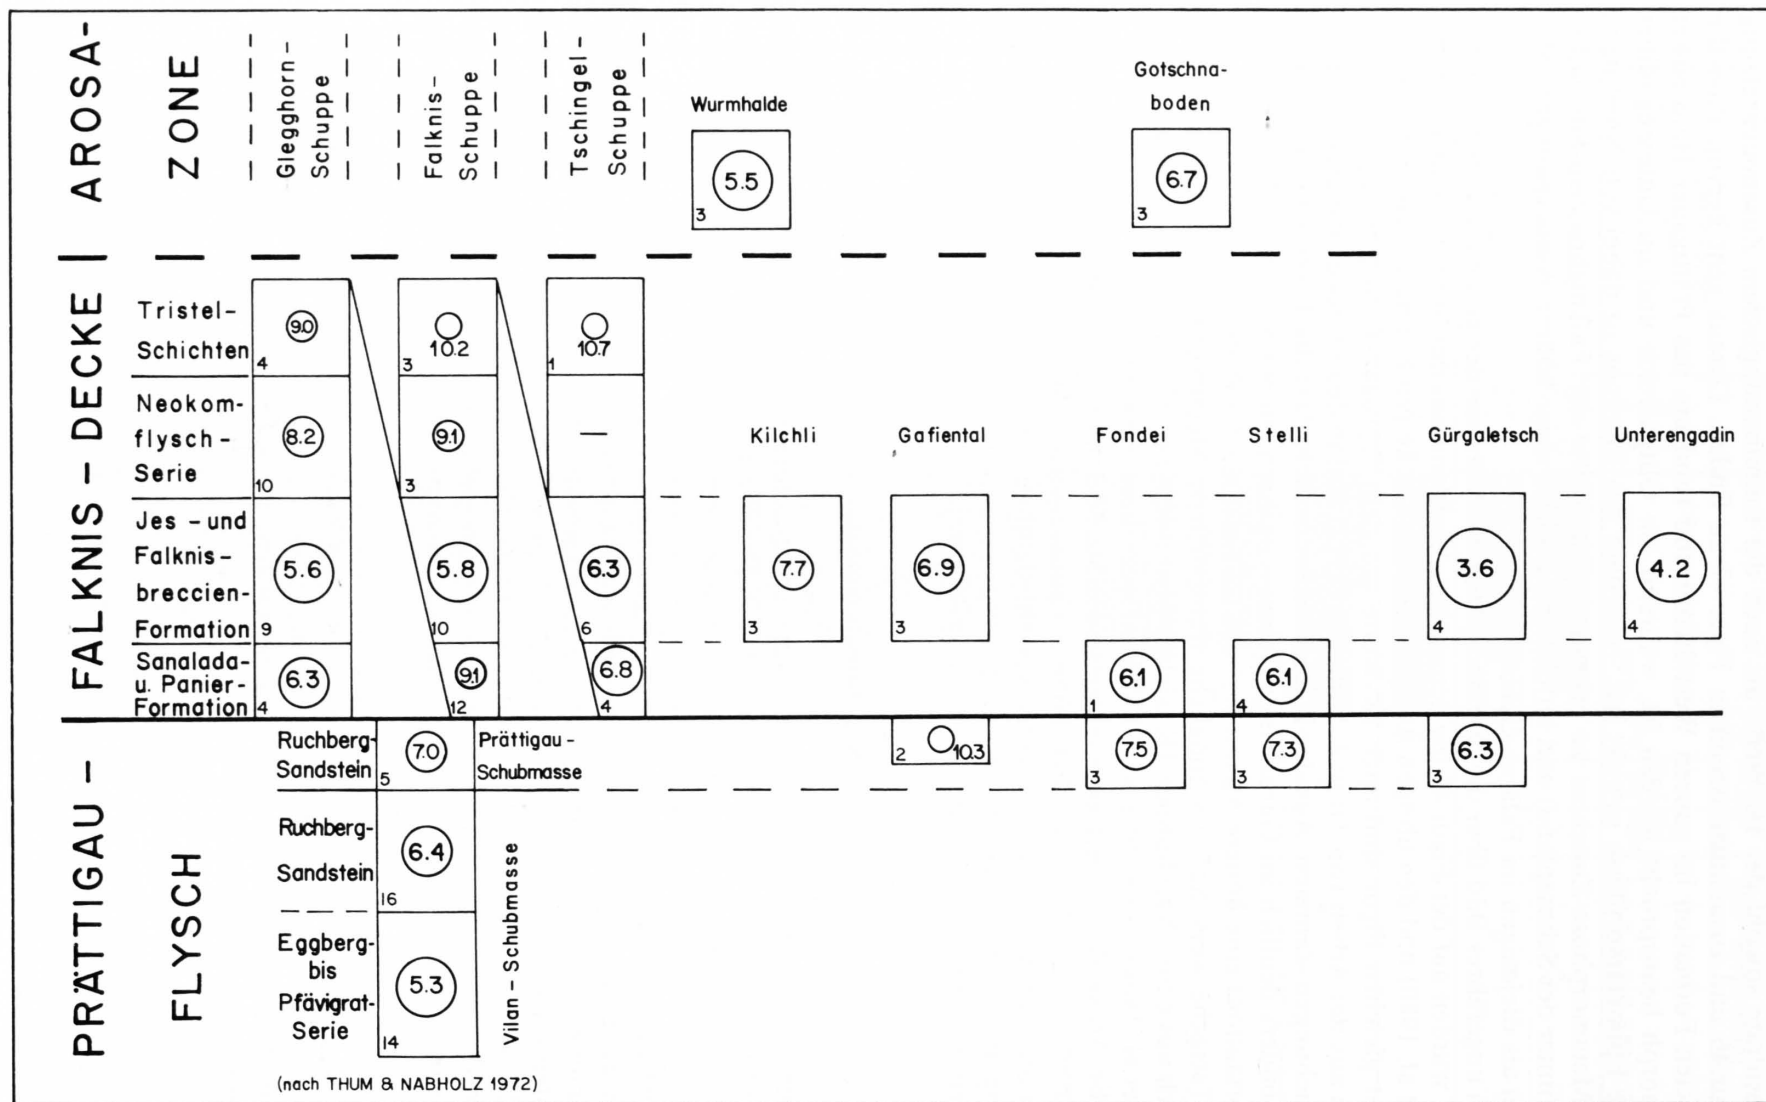 AROSA-
ZONE
Glegghorn-
Schuppe
Falknis-
Schuppe
Tschingel-
Schuppe
Wurmhalde
5.5
3
Gotschna-
boden
6.7
3
FALKNIS-DECKE
Tristel-
Schichten
9.0
4
10.2
3
10.7
1
Neokom-
flysch-
Serie
8.2
10
9.1
3
—
Kilchli
Gafiental
Fondei
Stelli
Gürgaletsch
Unterengadin
Jes-und
Falknis-
breccien-
Formation
5.6
9
5.8
10
6.3
6
7.7
3
6.9
3
3.6
4
4.2
4
Sanalada-
u. Panier-
Formation
6.3
4
9.1
12
6.8
4
6.1
1
6.1
4
PRÄTTIGAU-
FLYSCH
Ruchberg-
Sandstein
7.0
5
Prättigau-
Schubmasse
10.3
2
7.5
3
7.3
3
6.3
3
Ruchberg-
Sandstein
6.4
16
Eggberg-
bis
Pfävigrat-
Serie
5.3
14
Vilan-Schubmasse
(nach THUM & NABHOLZ 1972)